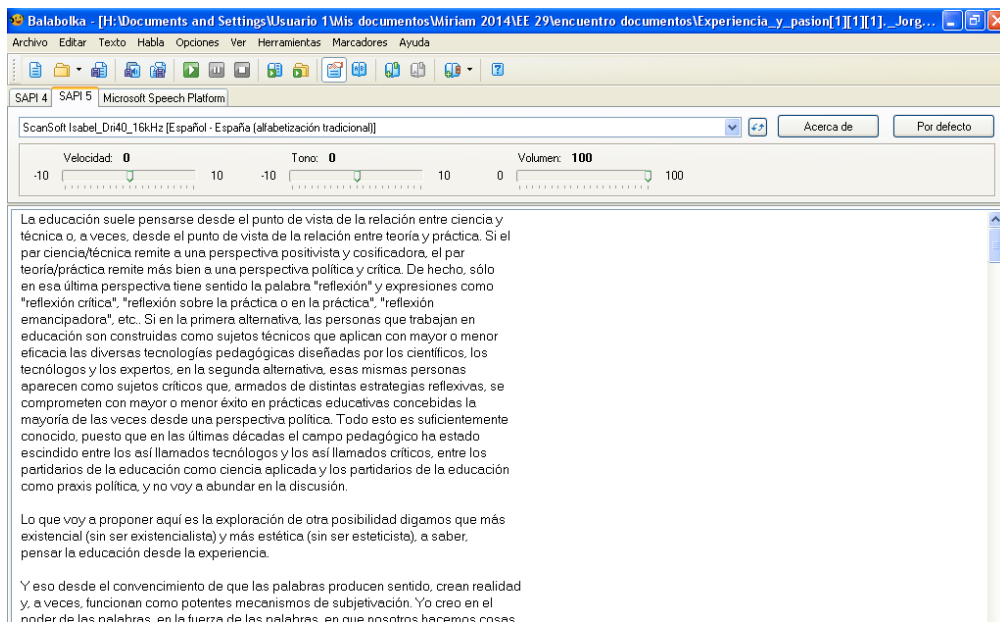 Balabolka - [H:\Documents and Settings\Usuario 1\Mis documentos\Miriam 2014\EE 29\encuentro documentos\Experiencia_y_pasion[1][1][1]._Jorg...
Archivo Editar Texto Habla Opciones Ver Herramientas Marcadores Ayuda
SAPI 4 SAPI 5 Microsoft Speech Platform
ScanSoft Isabel_Dri40_16kHz [Español - España (alfabetización tradicional)] Acerca de Por defecto
Velocidad: 0 Tono: 0 Volumen: 100
-10 10 -10 10 0 100
La educación suele pensarse desde el punto de vista de la relación entre ciencia y
técnica o, a veces, desde el punto de vista de la relación entre teoría y práctica. Si el
par ciencia/técnica remite a una perspectiva positivista y cosificadora, el par
teoría/práctica remite más bien a una perspectiva política y crítica. De hecho, sólo
en esa última perspectiva tiene sentido la palabra "reflexión" y expresiones como
"reflexión crítica", "reflexión sobre la práctica o en la práctica", "reflexión
emancipadora", etc.. Si en la primera alternativa, las personas que trabajan en
educación son construidas como sujetos técnicos que aplican con mayor o menor
eficacia las diversas tecnologías pedagógicas diseñadas por los científicos, los
tecnólogos y los expertos, en la segunda alternativa, esas mismas personas
aparecen como sujetos críticos que, armados de distintas estrategias reflexivas, se
comprometen con mayor o menor éxito en prácticas educativas concebidas la
mayoría de las veces desde una perspectiva política. Todo esto es suficientemente
conocido, puesto que en las últimas décadas el campo pedagógico ha estado
escindido entre los así llamados tecnólogos y los así llamados críticos, entre los
partidarios de la educación como ciencia aplicada y los partidarios de la educación
como praxis política, y no voy a abundar en la discusión.
Lo que voy a proponer aquí es la exploración de otra posibilidad digamos que más
existencial (sin ser existencialista) y más estética (sin ser esteticista), a saber,
pensar la educación desde la experiencia.
Y eso desde el convencimiento de que las palabras producen sentido, crean realidad
y, a veces, funcionan como potentes mecanismos de subjetivación. Yo creo en el
poder de las palabras, en la fuerza de las palabras, en que nosotros hacemos cosas